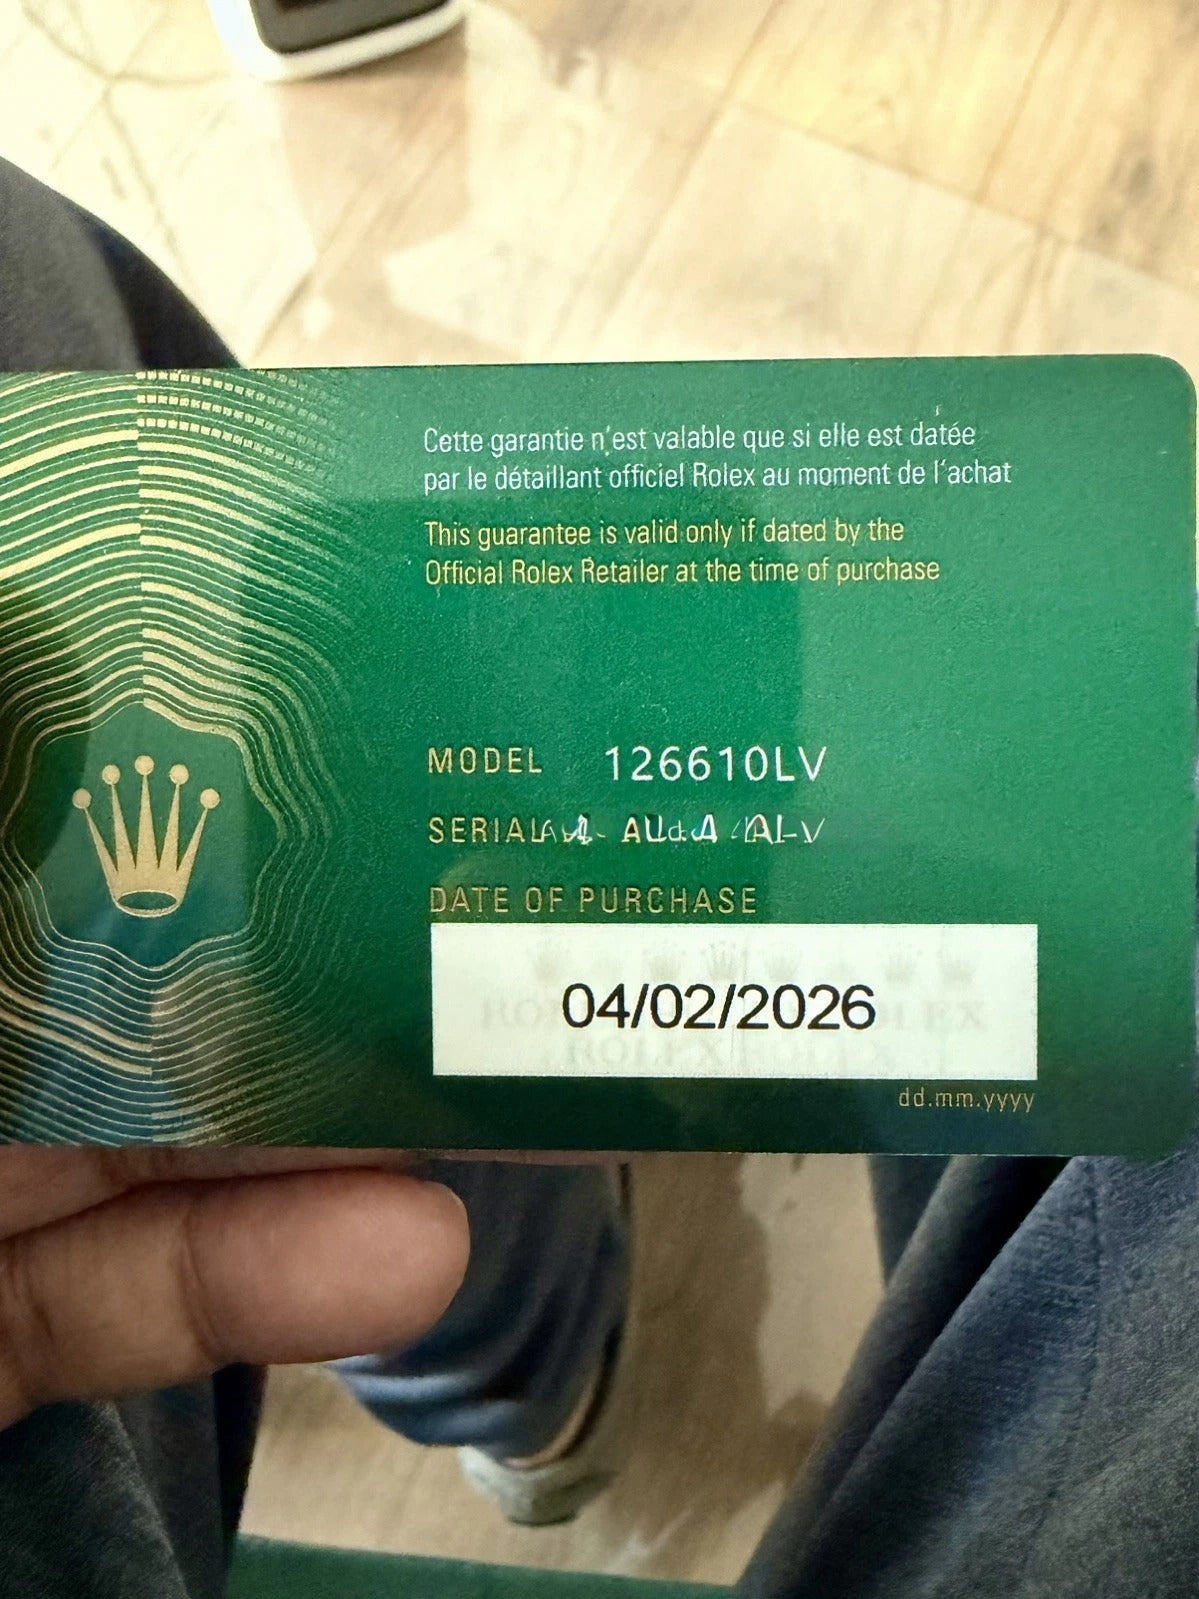 Cette garantie n'est valable que si elle est datée
par le détaillant officiel Rolex au moment de l'achat
This guarantee is valid only if dated by the
Official Rolex Retailer at the time of purchase
MODEL 126610LV
SERIAL
DATE OF PURCHASE
04/02/2026
dd.mm.yyyy